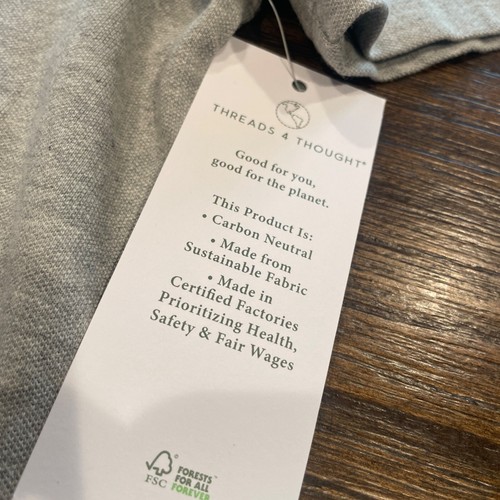 THREADS 4 THOUGHT®
Good for you,
good for the planet.
This Product Is:
• Carbon Neutral
• Made from
Sustainable Fabric
• Made in
Certified Factories
Prioritizing Health,
Safety & Fair Wages
FSC
FORESTS
FOR ALL
FOREVER